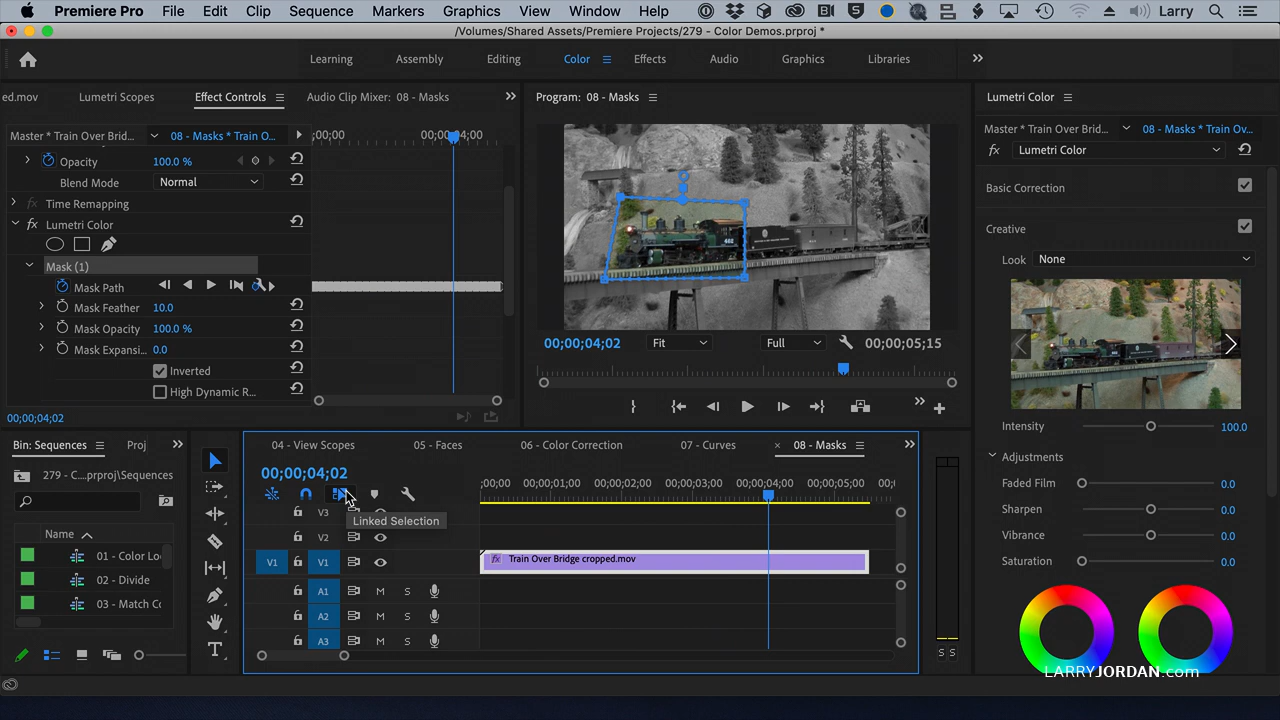 Premiere Pro File Edit Clip Sequence Markers Graphics View Window Help Larry
/Volumes/Shared Assets/Premiere Projects/279 - Color Demos.prproj *
Learning Assembly Editing Color Effects Audio Graphics Libraries
ed.mov Lumetri Scopes Effect Controls Audio Clip Mixer: 08 - Masks
Program: 08 - Masks
Lumetri Color
Master * Train Over Brid... 08 - Masks * Train O...
;00;00 00;00;04;00
Opacity 100.0 %
Blend Mode Normal
Time Remapping
fx Lumetri Color
Mask (1)
Mask Path
Mask Feather 10.0
Mask Opacity 100.0 %
Mask Expansi... 0.0
Inverted
High Dynamic R...
00;00;04;02
462
00;00;04;02 Fit Full 00;00;05;15
Master * Train Over Brid... 08 - Masks * Train Ov...
fx Lumetri Color
Basic Correction
Creative
Look None
Intensity 100.0
Adjustments
Faded Film 0.0
Sharpen 0.0
Vibrance 0.0
Saturation 0.0
Bin: Sequences Proj
279 - C...prproj\Sequences
Name
01 - Color Lo
02 - Divide
03 - Match Co
04 - View Scopes 05 - Faces 06 - Color Correction 07 - Curves × 08 - Masks
00;00;04;02
;00;00 00;00;01;00 00;00;02;00 00;00;03;00 00;00;04;00 00;00;05;00 00;0
Linked Selection
V3
V2
V1 V1 fx Train Over Bridge cropped.mov
A1 M S
A2 M S
A3 M S
S S
LARRYJORDAN.com